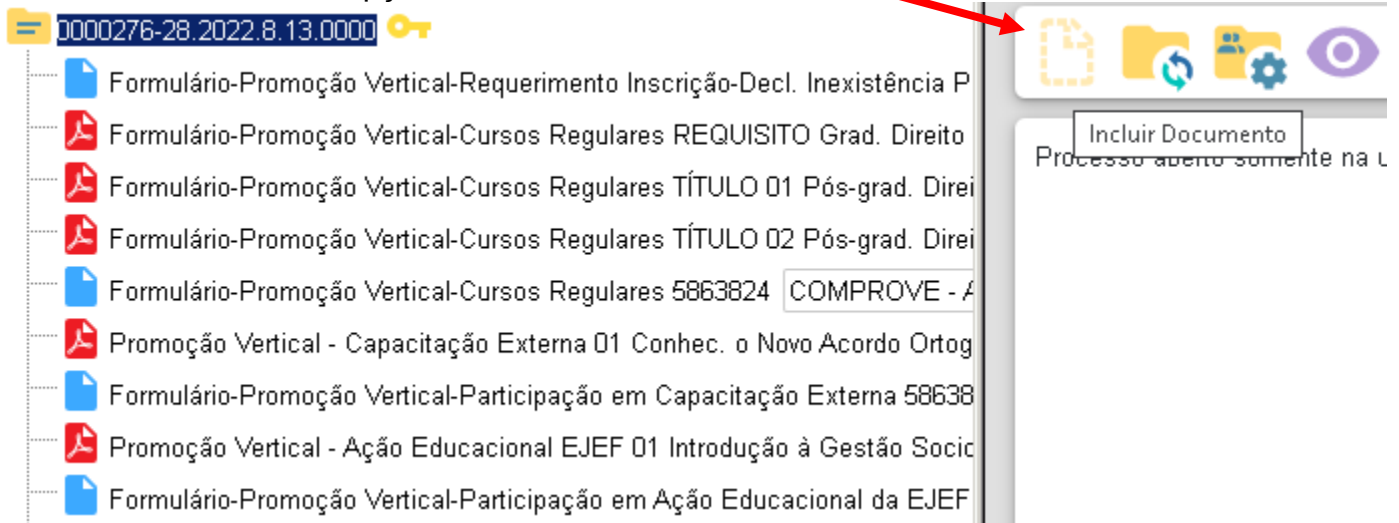 0000276-28.2022.8.13.0000
Formulário-Promoção Vertical-Requerimento Inscrição-Decl. Inexistência P
Formulário-Promoção Vertical-Cursos Regulares REQUISITO Grad. Direito
Formulário-Promoção Vertical-Cursos Regulares TÍTULO 01 Pós-grad. Direi
Formulário-Promoção Vertical-Cursos Regulares TÍTULO 02 Pós-grad. Direi
Formulário-Promoção Vertical-Cursos Regulares 5863824 COMPROVE - A
Promoção Vertical - Capacitação Externa 01 Conhec. o Novo Acordo Ortog
Formulário-Promoção Vertical-Participação em Capacitação Externa 58638
Promoção Vertical - Ação Educacional EJEF 01 Introdução à Gestão Socio
Formulário-Promoção Vertical-Participação em Ação Educacional da EJEF
Incluir Documento
Processo aberto somente na u